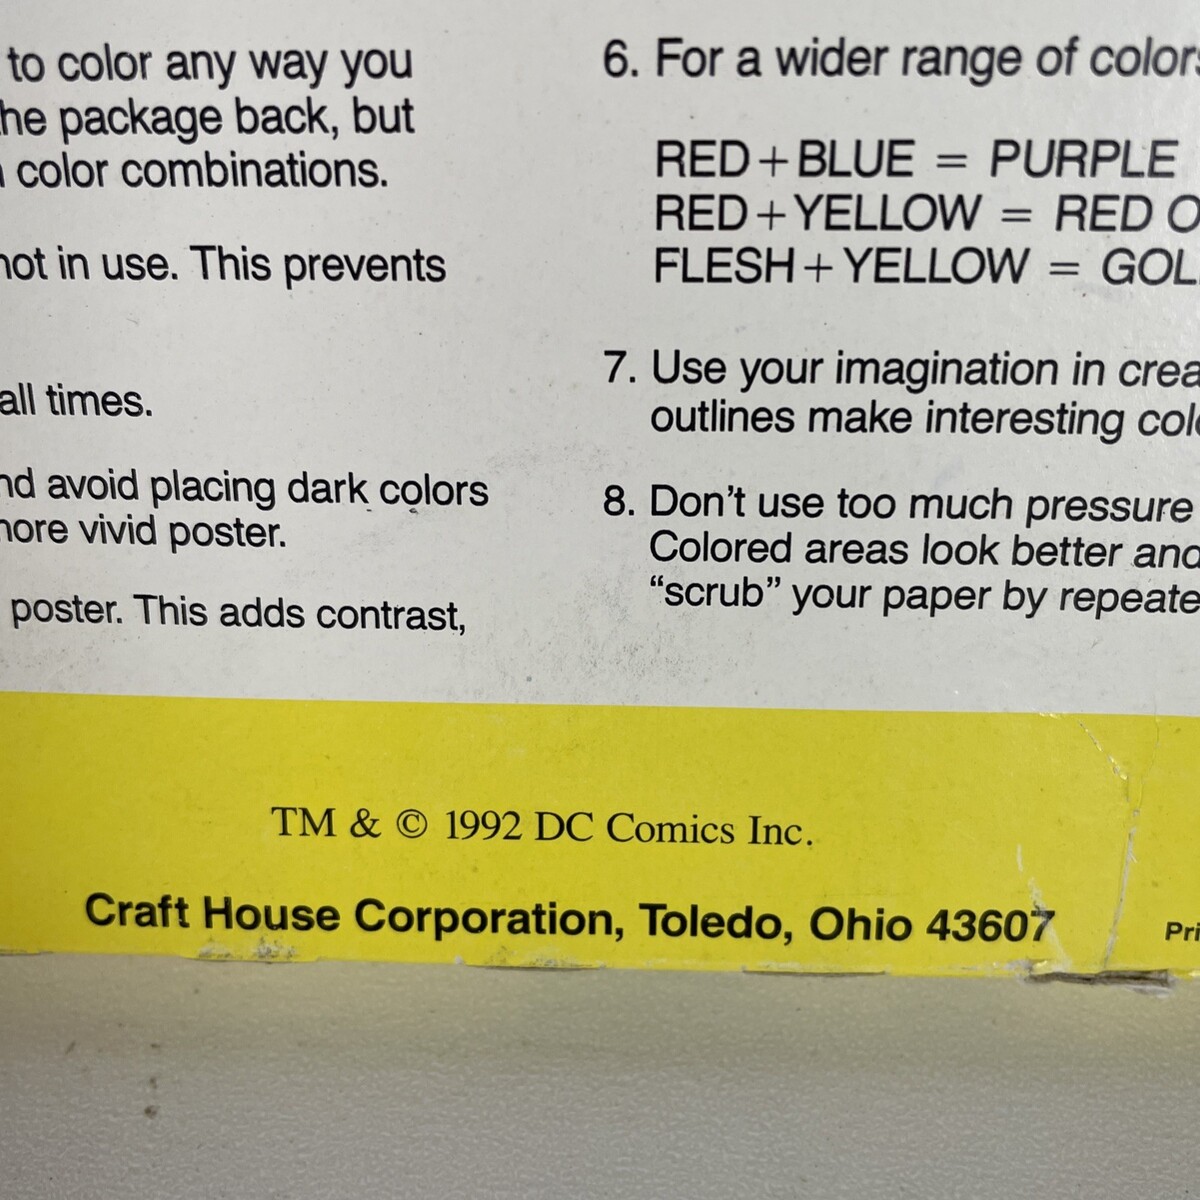 to color any way you
the package back, but
color combinations.
not in use. This prevents
all times.
avoid placing dark colors
more vivid poster.
poster. This adds contrast,
6. For a wider range of colors
RED + BLUE = PURPLE
RED + YELLOW = RED O
FLESH + YELLOW = GOL
7. Use your imagination in crea
outlines make interesting col
8. Don't use too much pressure
Colored areas look better and
“scrub” your paper by repeate
TM & © 1992 DC Comics Inc.
Craft House Corporation, Toledo, Ohio 43607
Pri